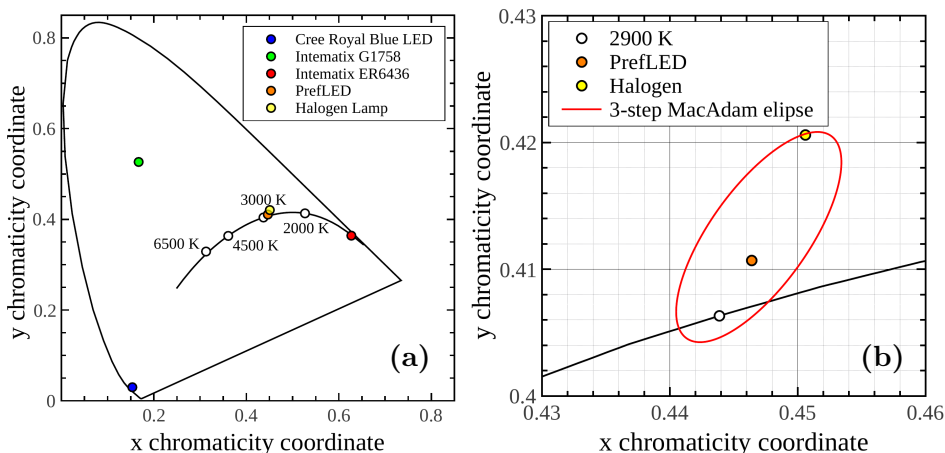 Cree Royal Blue LED
Intematix G1758
Intematix ER6436
PrefLED
Halogen Lamp
0.8
0.6
0.4
0.2
0
0.2
0.4
0.6
0.8
y chromaticity coordinate
x chromaticity coordinate
3000 K
6500 K
4500 K
2000 K
(a)
2900 K
PrefLED
Halogen
3-step MacAdam elipse
0.43
0.42
0.41
0.4
0.43
0.44
0.45
0.46
y chromaticity coordinate
x chromaticity coordinate
(b)